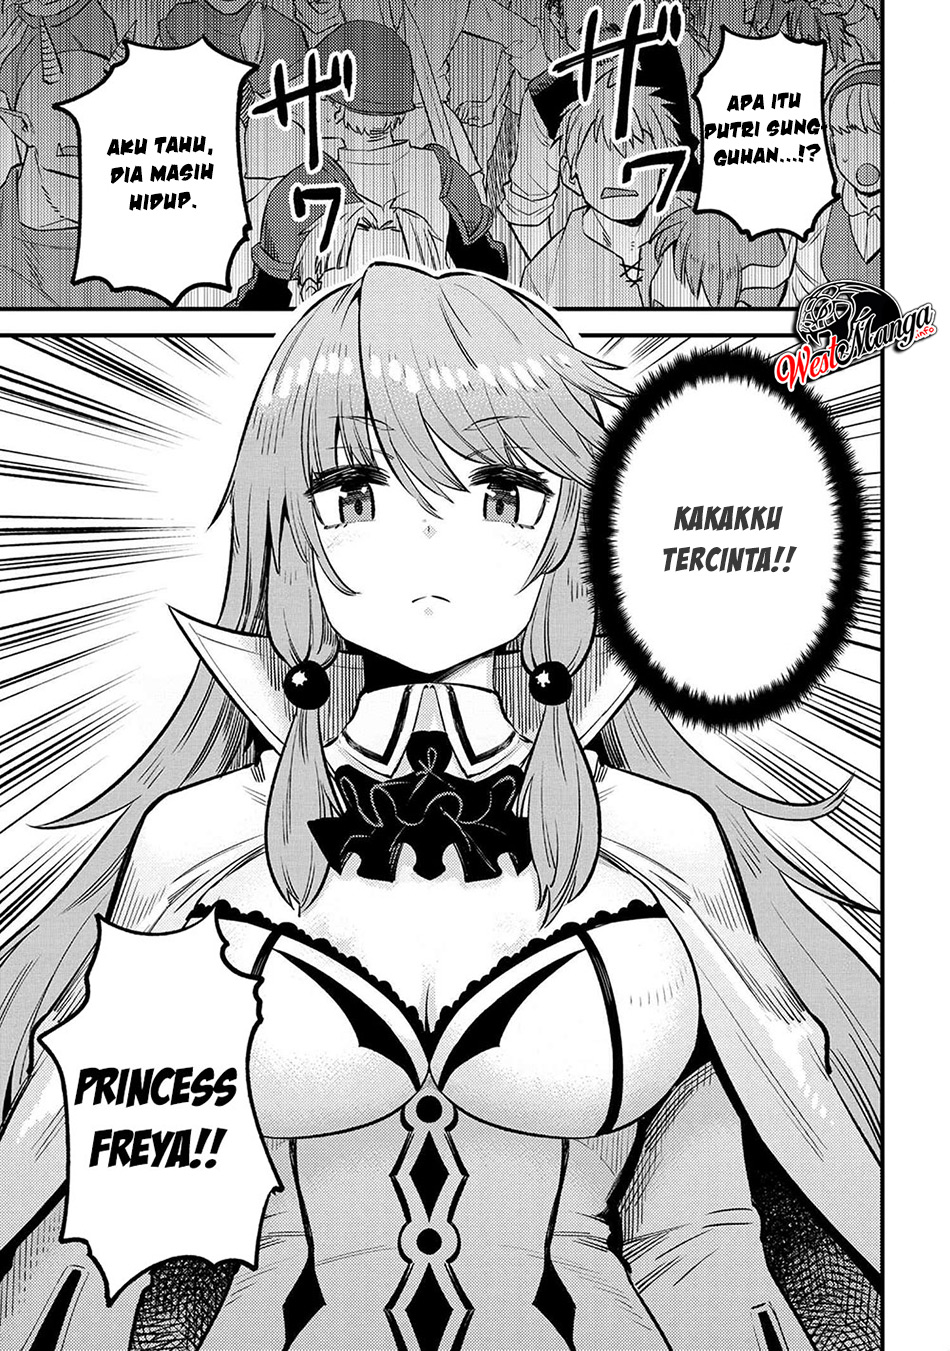 APA ITU
PUTRI SUNG-
GUHAN...!?
ザワ
ザワ
AKU TAHU,
DIA MASIH
HIDUP.
WestManga
.info
KAKAKKU
TERCINTA!!
PRINCESS
FREYA!!